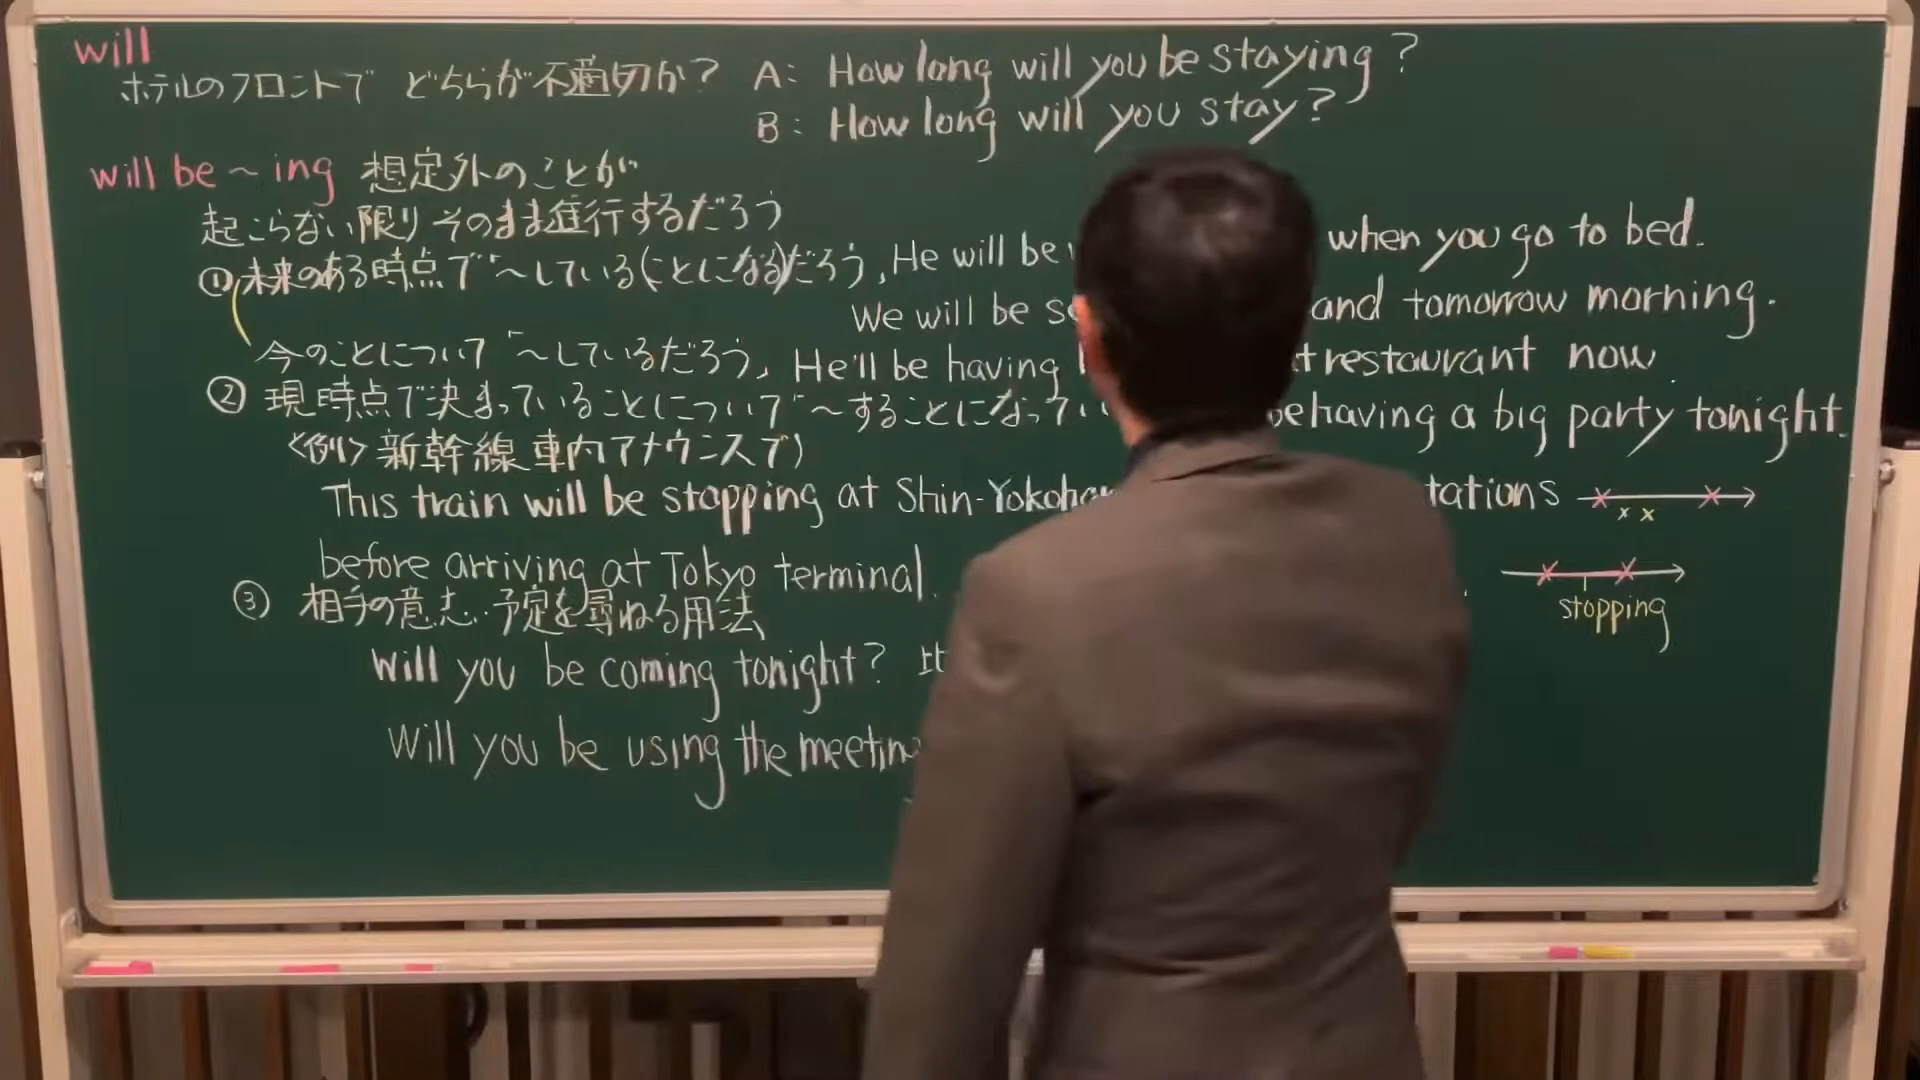 will
ホテルのフロントで どちらが不適切か? A: How long will you be staying?
B: How long will you stay?
will be ~ ing 想定外のことが
起こらない限りそのまま進行するだろう
① 未来のある時点で「~している(ことになる)だろう」 He will be when you go to bed.
We will be and tomorrow morning.
今のことについて「~しているだろう」 He'll be having restaurant now.
② 現時点で決まっていることについて「~することになってい having a big party tonight.
<例> 新幹線車内アナウンスで)
This train will be stopping at Shin-Yokoha tations
before arriving at Tokyo terminal.
stopping
③ 相手の意志・予定を尋ねる用法
Will you be coming tonight? 比
Will you be using the meeting